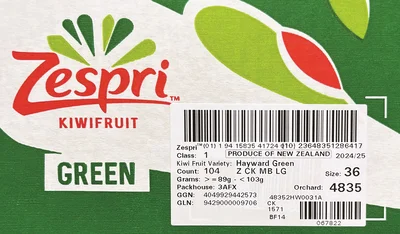 Zespri™
KIWIFRUIT
GREEN
Zespri™ (01) 1 94 15835 41724 (10) 23648351286417
Class: 1 PRODUCE OF NEW ZEALAND 2024/25
Kiwi Fruit Variety: Hayward Green
Count: 104 Z CK MB LG Size: 36
Grams: >=89g - <103g
Packhouse: 3AFX Orchard: 4835
GGN: 4049929442573 48352HW0031A
GLN: 9429000009706 CK
1571
BF14 067822